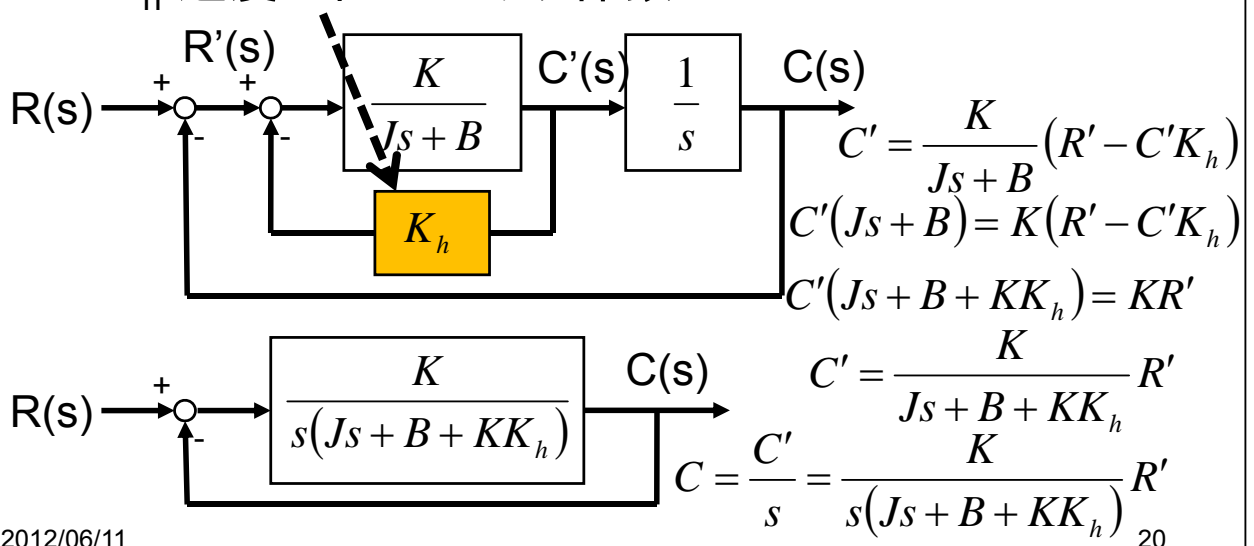 R'(s)
R(s)
+
-
+
-
K
Js + B
C'(s)
1
s
C(s)
K_h
C' = K/(Js + B) (R' − C'K_h)
C'(Js + B) = K(R' − C'K_h)
C'(Js + B + KK_h) = KR'
C' = K/(Js + B + KK_h) R'
R(s)
+
-
K
s(Js + B + KK_h)
C(s)
C = C'/s = K/(s(Js + B + KK_h)) R'
2012/06/11
20